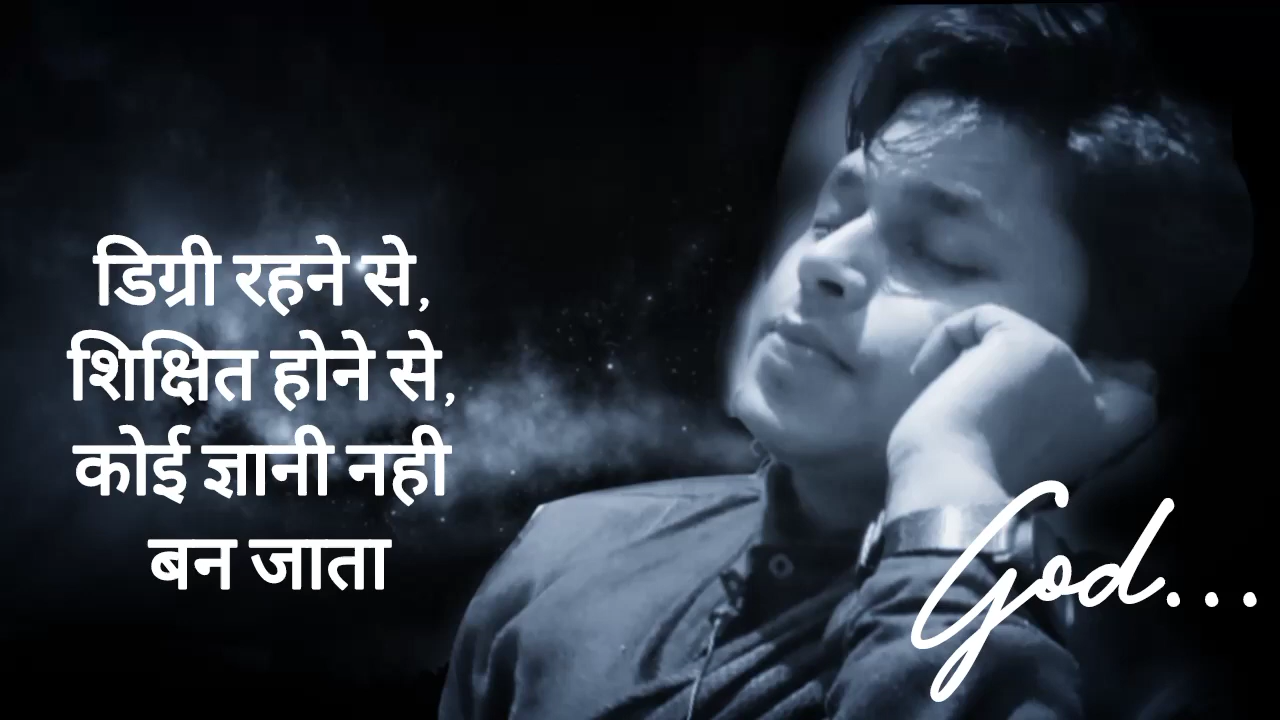 डिग्री रहने से,
शिक्षित होने से,
कोई ज्ञानी नही
बन जाता
God...